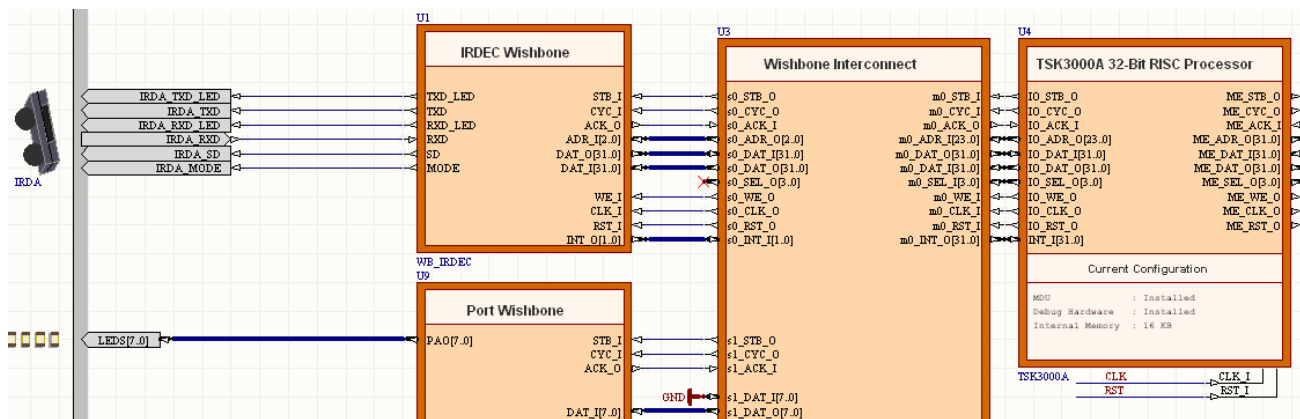 U1
IRDEC Wishbone
TXD_LED
TXD
RXD_LED
RXD
SD
MODE
STB_I
CYC_I
ACK_O
ADR_I[2..0]
DAT_O[31..0]
DAT_I[31..0]
WE_I
CLK_I
RST_I
INT_O[1..0]
WB_IRDEC
IRDA_TXD_LED
IRDA_TXD
IRDA_RXD_LED
IRDA_RXD
IRDA_SD
IRDA_MODE
IRDA
U3
Wishbone Interconnect
s0_STB_O
s0_CYC_O
s0_ACK_I
s0_ADR_O[2..0]
s0_DAT_I[31..0]
s0_DAT_O[31..0]
s0_SEL_O[3..0]
s0_WE_O
s0_CLK_O
s0_RST_O
s0_INT_I[1..0]
m0_STB_I
m0_CYC_I
m0_ACK_O
m0_ADR_I[23..0]
m0_DAT_O[31..0]
m0_DAT_I[31..0]
m0_SEL_I[3..0]
m0_WE_I
m0_CLK_I
m0_RST_I
m0_INT_O[31..0]
s1_STB_O
s1_CYC_O
s1_ACK_I
GND
s1_DAT_I[7..0]
s1_DAT_O[7..0]
U4
TSK3000A 32-Bit RISC Processor
IO_STB_O
IO_CYC_O
IO_ACK_I
IO_ADR_O[23..0]
IO_DAT_I[31..0]
IO_DAT_O[31..0]
IO_SEL_O[3..0]
IO_WE_O
IO_CLK_O
IO_RST_O
INT_I[31..0]
ME_STB_O
ME_CYC_O
ME_ACK_I
ME_ADR_O[31..0]
ME_DAT_I[31..0]
ME_DAT_O[31..0]
ME_SEL_O[3..0]
ME_WE_O
ME_CLK_O
ME_RST_O
Current Configuration
MDU : Installed
Debug Hardware : Installed
Internal Memory : 16 KB
TSK3000A
CLK CLK_I
RST RST_I
U9
Port Wishbone
LEDS[7..0]
PAO[7..0]
STB_I
CYC_I
ACK_O
DAT_I[7..0]